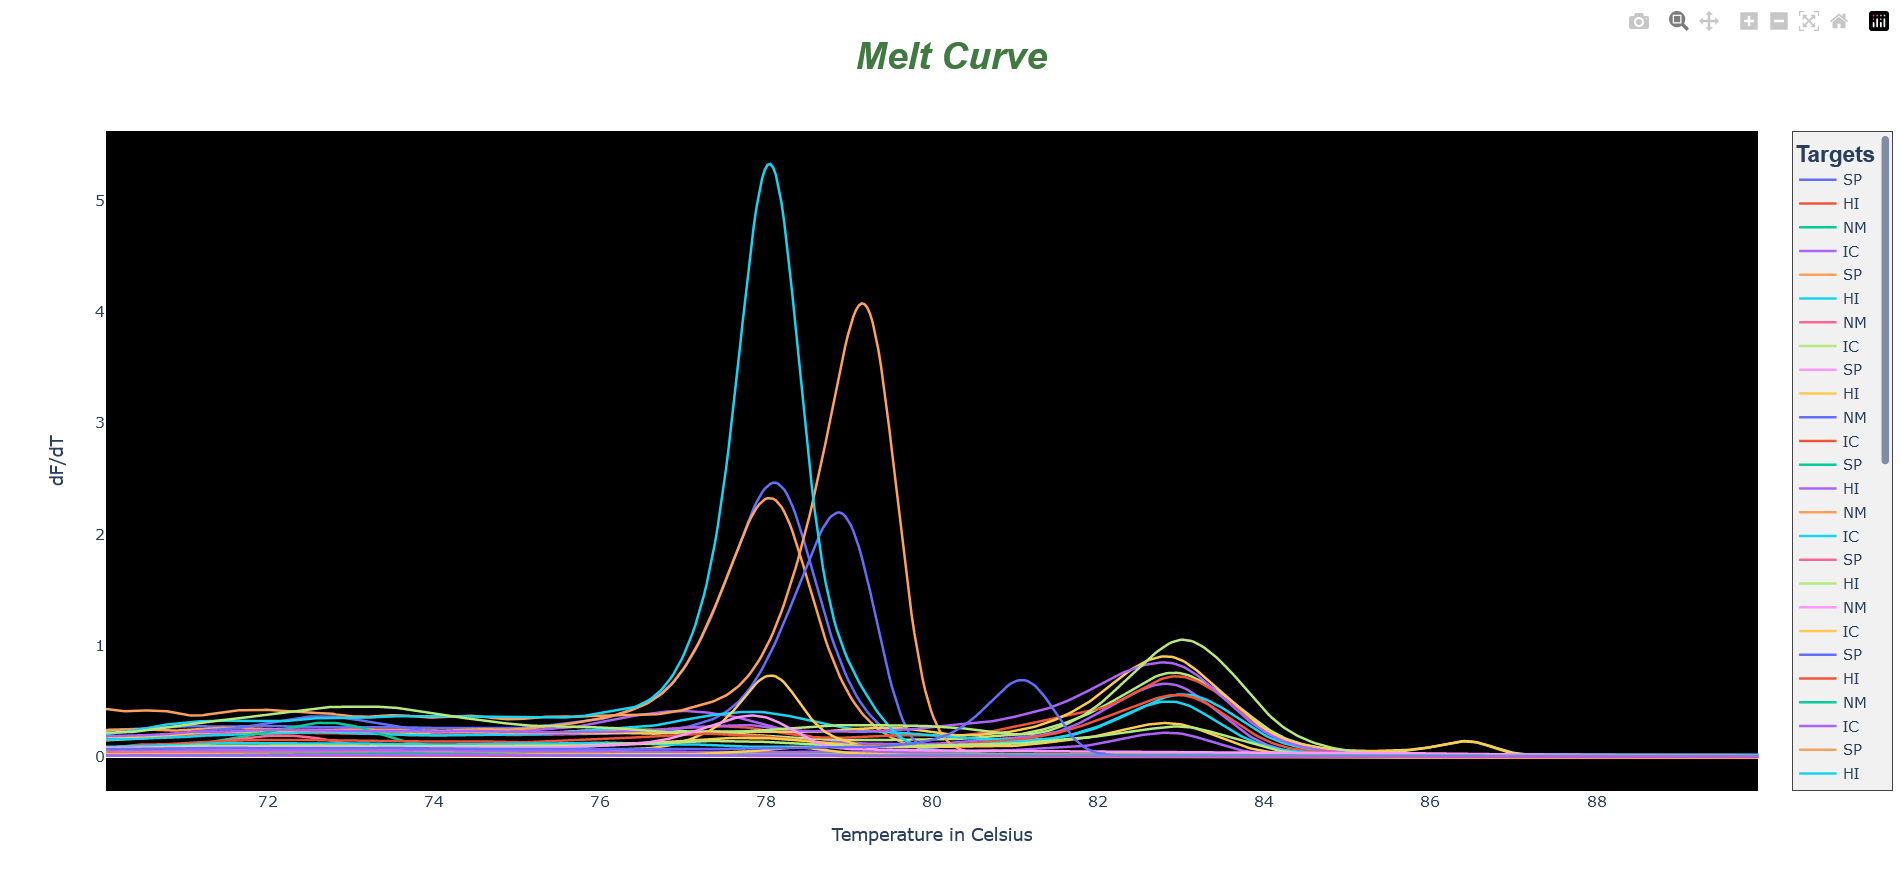 Melt Curve
dF/dT
5
4
3
2
1
0
72 74 76 78 80 82 84 86 88
Temperature in Celsius
Targets
SP
HI
NM
IC
SP
HI
NM
IC
SP
HI
NM
IC
SP
HI
NM
IC
SP
HI
NM
IC
SP
HI
NM
IC
SP
HI